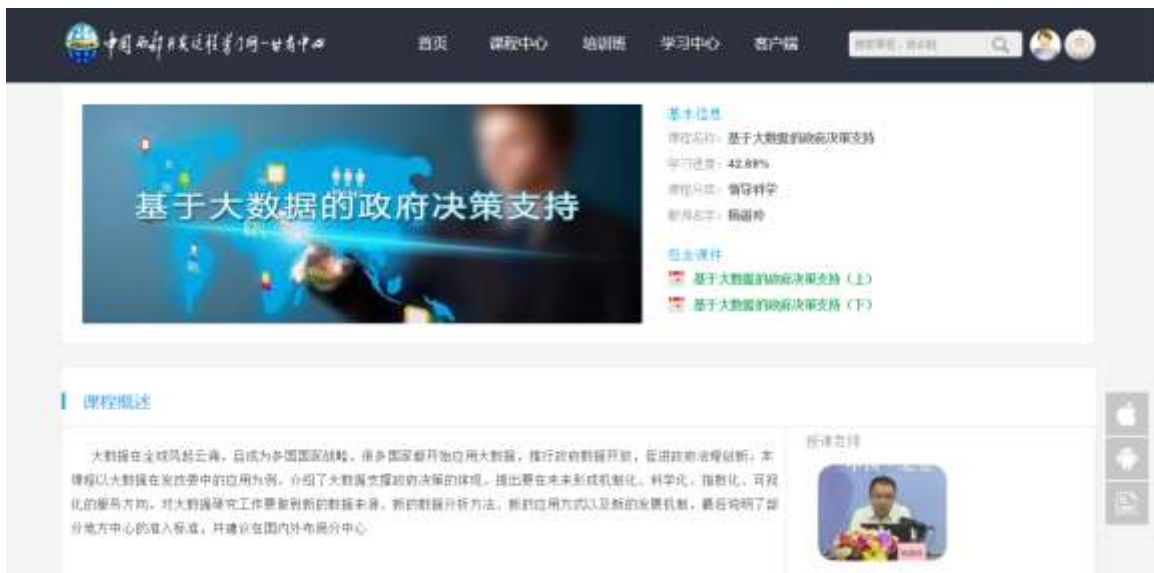 中国西部开发远程学习网-甘肃中心
首页 课程中心 培训班 学习中心 客户端
基于大数据的政府决策支持
基本信息
课程名称：基于大数据的政府决策支持
学习进度：42.89%
课程分类：领导科学
教师名字：
包含课件
基于大数据的政府决策支持（上）
基于大数据的政府决策支持（下）
课程概述
大数据在全球风起云涌，且成为多国国家战略，很多国家都开始应用大数据，推行政府数据开放，促进政府治理创新。本
课程以大数据在发改委中的应用为例，介绍了大数据支撑政府决策的体现，提出要在未来形成机制化、科学化、指数化、可视
化的服务方向，对大数据研究工作要做到新的数据来源、新的数据分析方法、新的应用方式以及新的发展机制，最后说明了部
分地方中心的准入标准，并建议在国内外布局分中心
授课老师